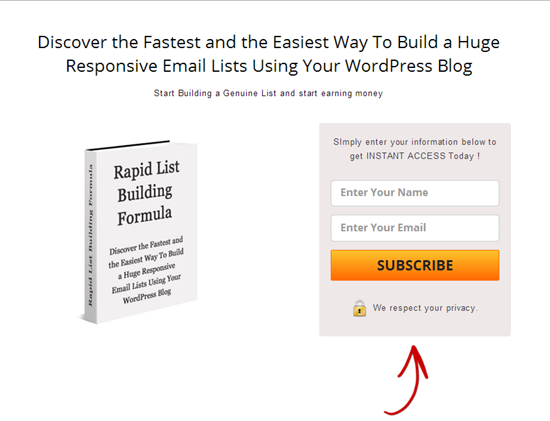 Discover the Fastest and the Easiest Way To Build a Huge
Responsive Email Lists Using Your WordPress Blog
Start Building a Genuine List and start earning money
Rapid List Building Formula
Rapid List
Building
Formula
Discover the Fastest and
the Easiest Way To Build
a Huge Responsive
Email Lists Using Your
WordPress Blog
SImply enter your information below to
get INSTANT ACCESS Today !
Enter Your Name
Enter Your Email
SUBSCRIBE
We respect your privacy.